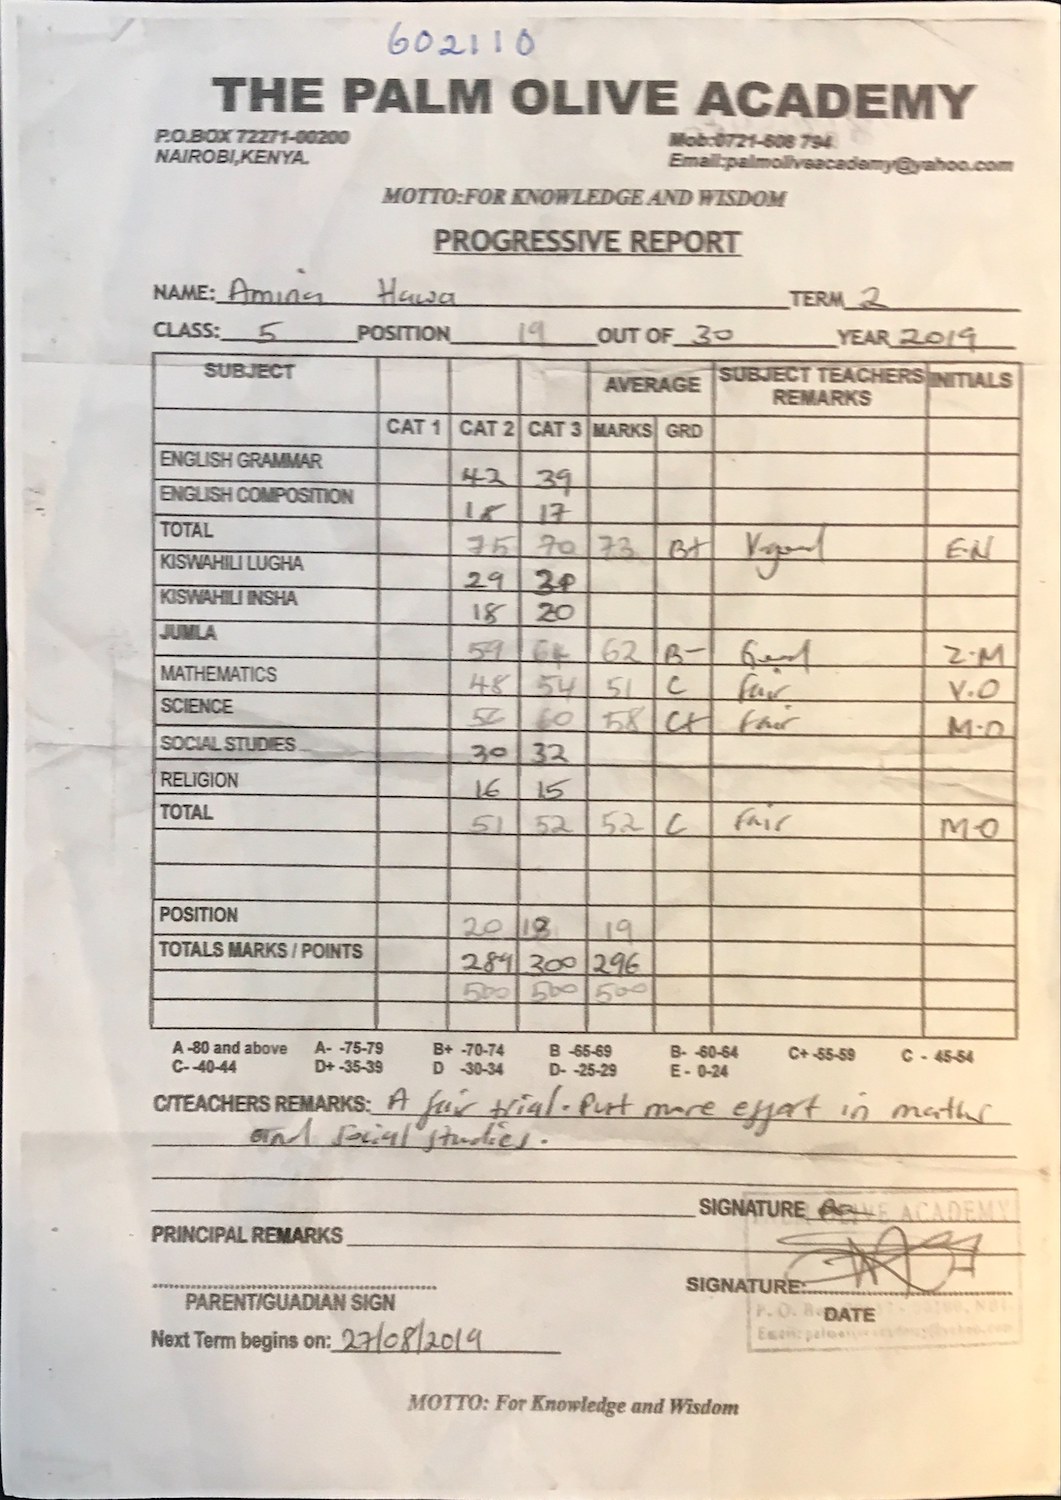 602110
THE PALM OLIVE ACADEMY
P.O.BOX 72271-00200 Mob:0721-608 794
NAIROBI,KENYA. Email:palmoliveacademy@yahoo.com
MOTTO:FOR KNOWLEDGE AND WISDOM
PROGRESSIVE REPORT
NAME: Amina Hawa TERM 2
CLASS: 5 POSITION 19 OUT OF 30 YEAR 2019
SUBJECT AVERAGE SUBJECT TEACHERS REMARKS INITIALS
CAT 1 CAT 2 CAT 3 MARKS GRD
ENGLISH GRAMMAR 42 39
ENGLISH COMPOSITION 18 17
TOTAL 75 70 73 B+ V.good E.N
KISWAHILI LUGHA 29 
KISWAHILI INSHA 18 20
JUMLA 59 64 62 B- Good Z.M
MATHEMATICS 48 54 51 C Fair V.O
SCIENCE 56 60 58 C+ Fair M.O
SOCIAL STUDIES 30 32
RELIGION 16 15
TOTAL 51 52 52 C Fair M.O
POSITION 20 18 19
TOTALS MARKS / POINTS 289 300 296
500 500 500
A -80 and above A- -75-79 B+ -70-74 B -65-69 B- -60-64 C+ -55-59 C - 45-54
C- -40-44 D+ -35-39 D -30-34 D- -25-29 E - 0-24
C/TEACHERS REMARKS: A fair trial. Put more effort in maths
and social studies.
SIGNATURE
PRINCIPAL REMARKS
SIGNATURE:
PARENT/GUADIAN SIGN DATE
Next Term begins on: 27/08/2019
MOTTO: For Knowledge and Wisdom